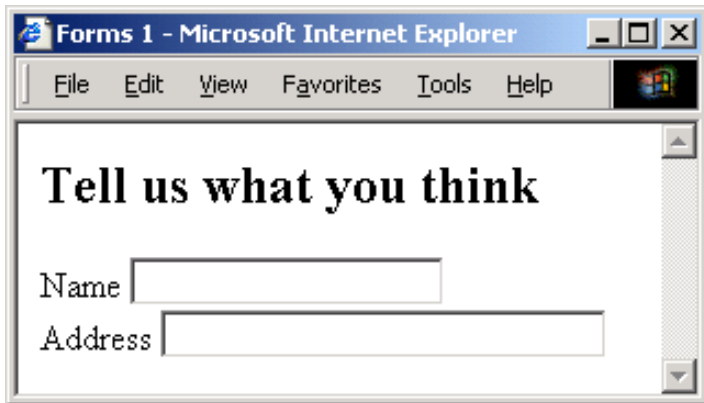 Forms 1 - Microsoft Internet Explorer
File Edit View Favorites Tools Help
Tell us what you think
Name
Address